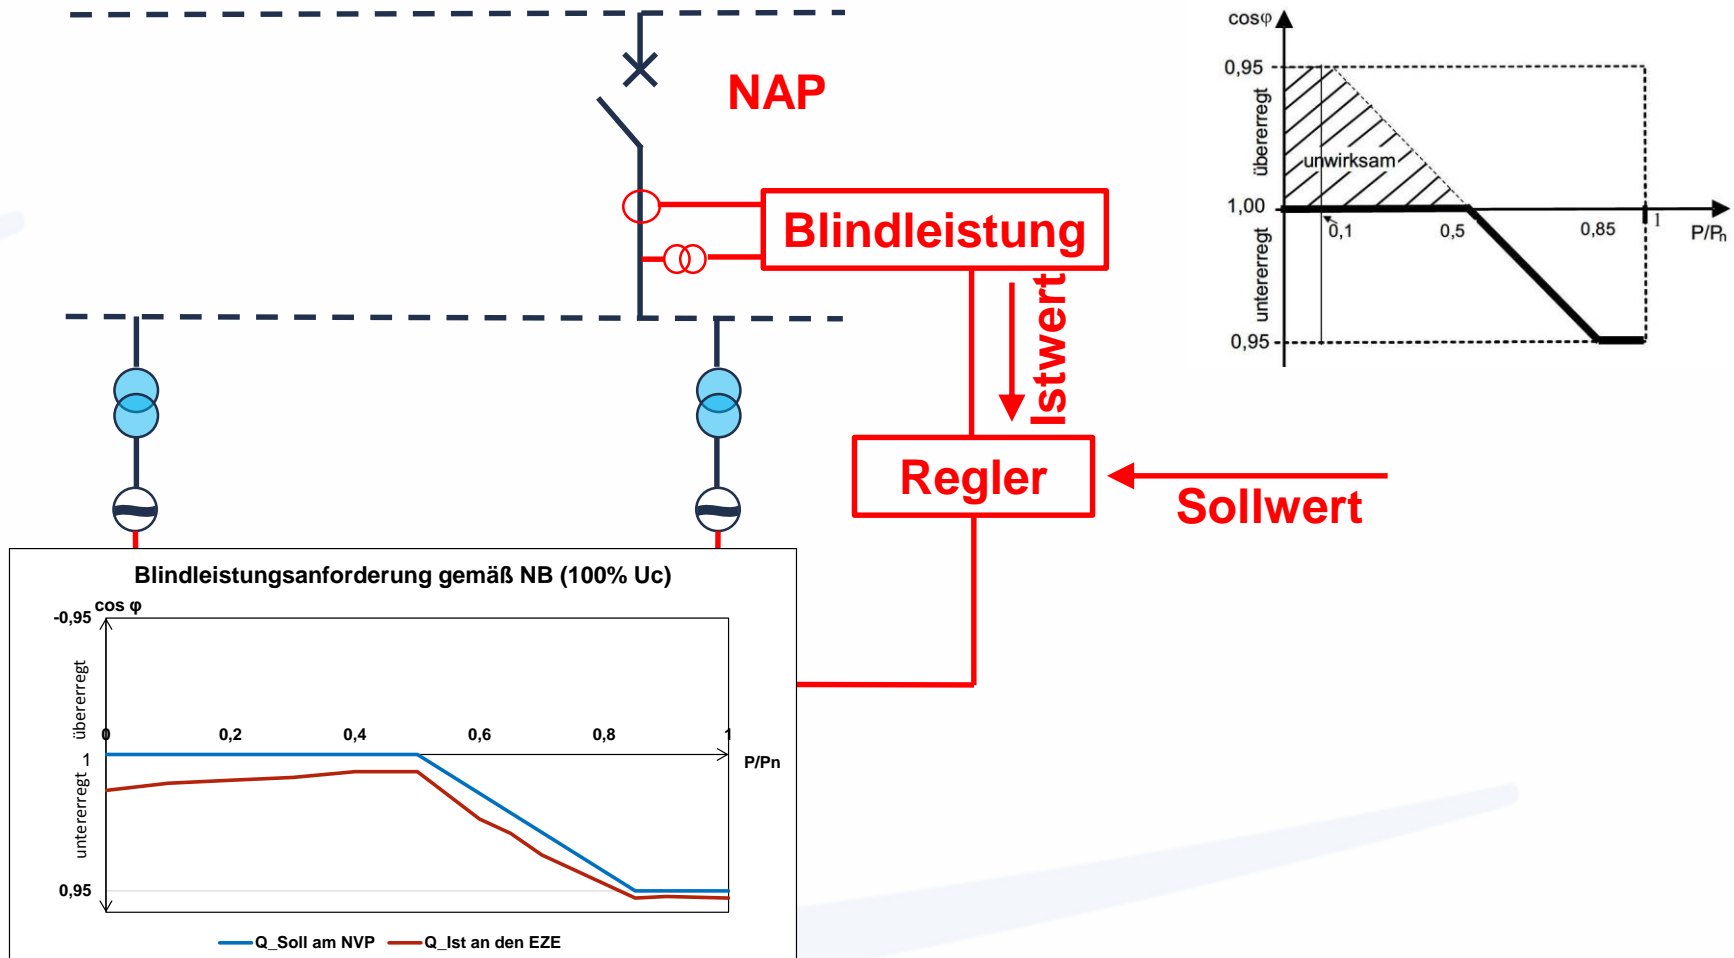 NAP
Blindleistung
Istwert
Regler
Sollwert
cosφ
0,95
übererregt
unwirksam
1,00
0,1
0,5
0,85
1
P/Pn
untererregt
0,95
Blindleistungsanforderung gemäß NB (100% Uc)
cos φ
-0,95
übererregt
0
0,2
0,4
0,6
0,8
1
1
P/Pn
untererregt
0,95
Q_Soll am NVP
Q_Ist an den EZE